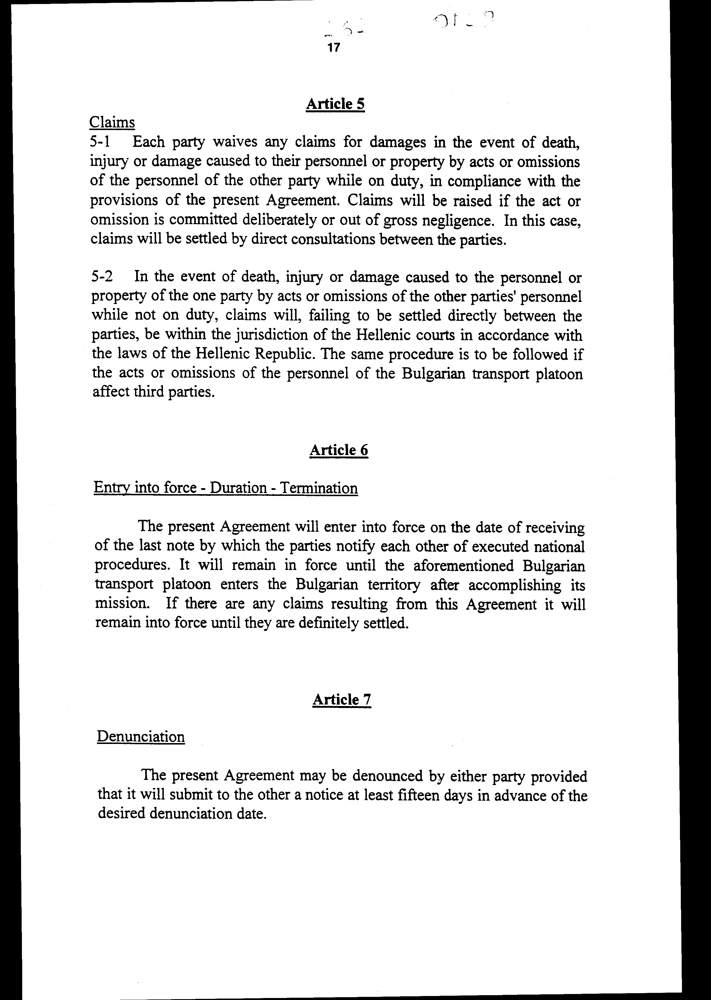 17
Article 5
Claims
5-1 Each party waives any claims for damages in the event of death,
injury or damage caused to their personnel or property by acts or omissions
of the personnel of the other party while on duty, in compliance with the
provisions of the present Agreement. Claims will be raised if the act or
omission is committed deliberately or out of gross negligence. In this case,
claims will be settled by direct consultations between the parties.
5-2 In the event of death, injury or damage caused to the personnel or
property of the one party by acts or omissions of the other parties' personnel
while not on duty, claims will, failing to be settled directly between the
parties, be within the jurisdiction of the Hellenic courts in accordance with
the laws of the Hellenic Republic. The same procedure is to be followed if
the acts or omissions of the personnel of the Bulgarian transport platoon
affect third parties.
Article 6
Entry into force - Duration - Termination
The present Agreement will enter into force on the date of receiving
of the last note by which the parties notify each other of executed national
procedures. It will remain in force until the aforementioned Bulgarian
transport platoon enters the Bulgarian territory after accomplishing its
mission. If there are any claims resulting from this Agreement it will
remain into force until they are definitely settled.
Article 7
Denunciation
The present Agreement may be denounced by either party provided
that it will submit to the other a notice at least fifteen days in advance of the
desired denunciation date.